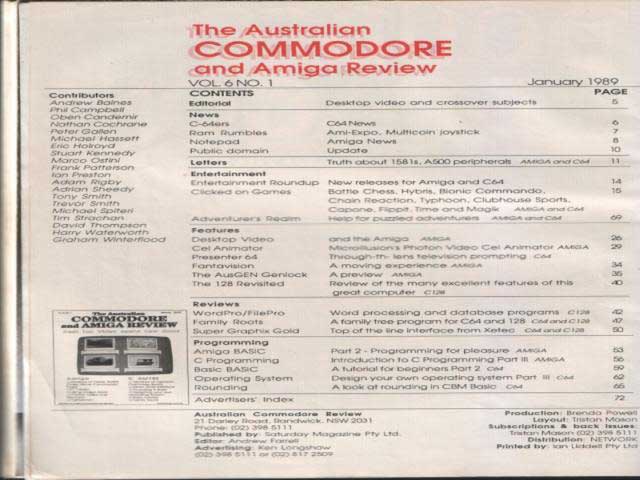 The Australian
COMMODORE
and Amiga Review
VOL. 6 NO. 1 January 1989
CONTENTS PAGE
Contributors
Andrew Baines
Phil Campbell
Oben Candemir
Nathan Cochrane
Peter Gallen
Michael Hassett
Eric Holroyd
Stuart Kennedy
Marco Ostini
Frank Patterson
Ian Preston
Adam Rigby
Adrian Sheedy
Tony Smith
Trevor Smith
Michael Spiteri
Tim Strachan
David Thompson
Harry Waterworth
Graham Winterflood
Editorial Desktop video and crossover subjects 5
News
C-64ers C64 News 6
Ram Rumbles Ami-Expo, Multicoin joystick 7
Notepad Amiga News 8
Public domain Update 10
Letters Truth about 1581s, A500 peripherals AMIGA and C64 11
Entertainment
Entertainment Roundup New releases for Amiga and C64 14
Clicked on Games Battle Chess, Hybris, Bionic Commando, 15
Chain Reaction, Typhoon, Clubhouse Sports,
Capone, Flippit, Time and Magik AMIGA and C64
Adventurer's Realm Help for puzzled adventures AMIGA and C64 69
Features
Desktop Video and the Amiga AMIGA 26
Cel Animator Microillusion's Photon Video Cel Animator AMIGA 29
Presenter 64 Through-th- lens television prompting C64
Fantavision A moving experience AMIGA 34
The AusGEN Genlock A preview AMIGA 35
The 128 Revisited Review of the many excellent features of this 40
great computer C128
Reviews
WordPro/FilePro Word processing and database programs C128 42
Family Roots A family tree program for C64 and 128 C64 and C128 47
Super Graphix Gold Top of the line interface from Xetec C64 and C128 50
Programming
Amiga BASIC Part 2 - Programming for pleasure AMIGA 53
C Programming Introduction to C Programming Part III AMIGA 56
Basic BASIC A tutorial for beginners Part 2 C64 59
Operating System Design your own operating system Part III C64 62
Rounding A look at rounding in CBM Basic C64 65
Advertisers' Index 72
The Australian
COMMODORE
and AMIGA REVIEW
Australian Commodore Review
21 Darley Road, Randwick, NSW 2031
Phone: (02) 398 5111
Published by: Saturday Magazine Pty Ltd.
Editor: Andrew Farrell
Advertising: Ken Longshaw
(02) 398 5111 or (02) 817 2509
Production: Brenda Powell
Layout: Tristan Mason
Subscriptions & back issues:
Tristan Mason (02) 398 5111
Distribution: NETWORK
Printed by: Ian Liddell Pty Ltd